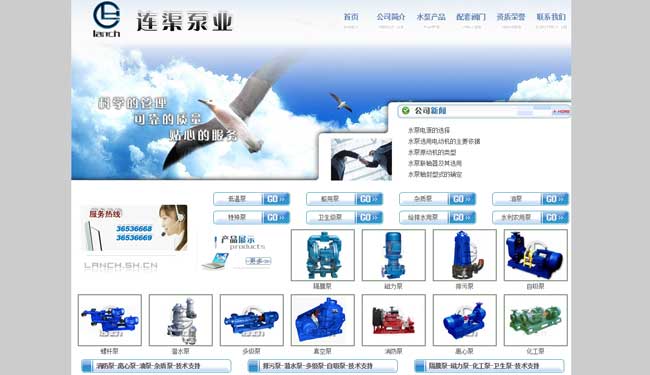 lanch
连渠泵业
首页 公司简介 水泵产品 配套阀门 资质荣誉 联系我们
科学的管理
可靠的质量
贴心的服务
公司新闻
水泵电源的选择
水泵选用电动机的主要依据
水泵原动机的类型
水泵联轴器及其选用
水泵轴封型式的确定
服务热线
36536668
36536669
LANCH.SH.CN
低温泵 GO 船用泵 GO 杂质泵 GO 油泵 GO
特殊泵 GO 卫生级泵 GO 给排水用泵 GO 水利农用泵 GO
产品展示
products
更多
隔膜泵 磁力泵 排污泵 自吸泵
螺杆泵 潜水泵 多级泵 真空泵 消防泵 离心泵 化工泵
消防泵-离心泵-油泵-杂质泵-技术支持 排污泵-潜水泵-多级泵-自吸泵-技术支持 隔膜泵-磁力泵-化工泵-卫生泵-技术支持